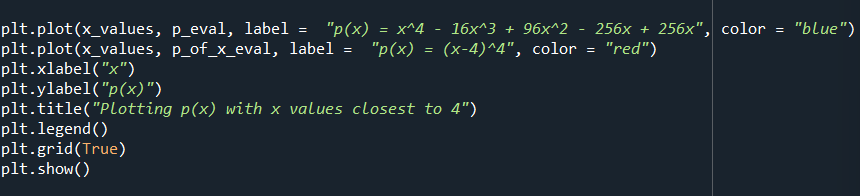 plt.plot(x_values, p_eval, label =  "p(x) = x^4 - 16x^3 + 96x^2 - 256x + 256x", color = "blue")
plt.plot(x_values, p_of_x_eval, label =  "p(x) = (x-4)^4", color = "red")
plt.xlabel("x")
plt.ylabel("p(x)")
plt.title("Plotting p(x) with x values closest to 4")
plt.legend()
plt.grid(True)
plt.show()